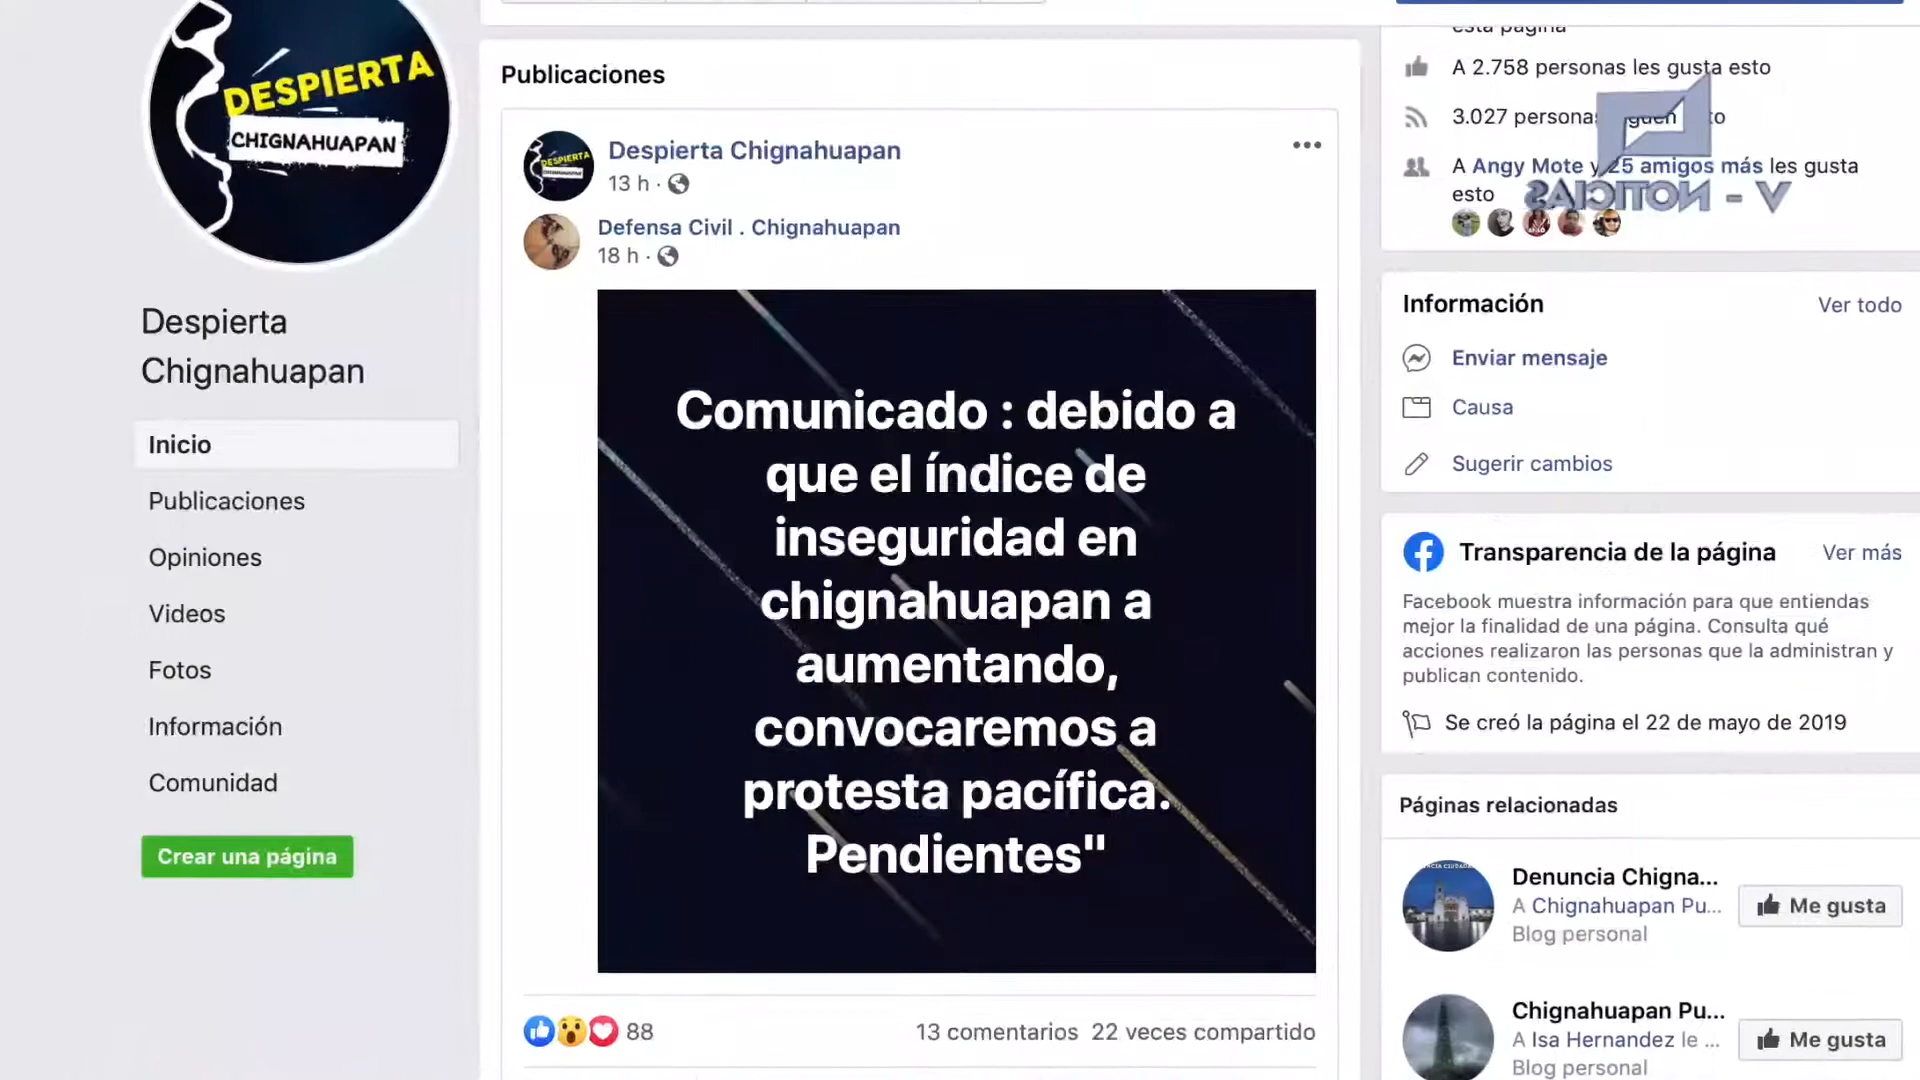 DESPIERTA
CHIGNAHUAPAN
Despierta
Chignahuapan
Inicio
Publicaciones
Opiniones
Videos
Fotos
Información
Comunidad
Crear una página
Publicaciones
DESPIERTA
CHIGNAHUAPAN
Despierta Chignahuapan
13 h ·
Defensa Civil . Chignahuapan
18 h ·
Comunicado : debido a
que el índice de
inseguridad en
chignahuapan a
aumentando,
convocaremos a
protesta pacífica.
Pendientes"
88
13 comentarios 22 veces compartido
esta página
A 2.758 personas les gusta esto
3.027 personas siguen esto
A Angy Mote y 25 amigos más les gusta
esto
V - NOTICIAS
Información
Ver todo
Enviar mensaje
Causa
Sugerir cambios
Transparencia de la página
Ver más
Facebook muestra información para que entiendas
mejor la finalidad de una página. Consulta qué
acciones realizaron las personas que la administran y
publican contenido.
Se creó la página el 22 de mayo de 2019
Páginas relacionadas
Denuncia Chigna...
A Chignahuapan Pu...
Blog personal
Me gusta
Chignahuapan Pu...
A Isa Hernandez le ...
Blog personal
Me gusta